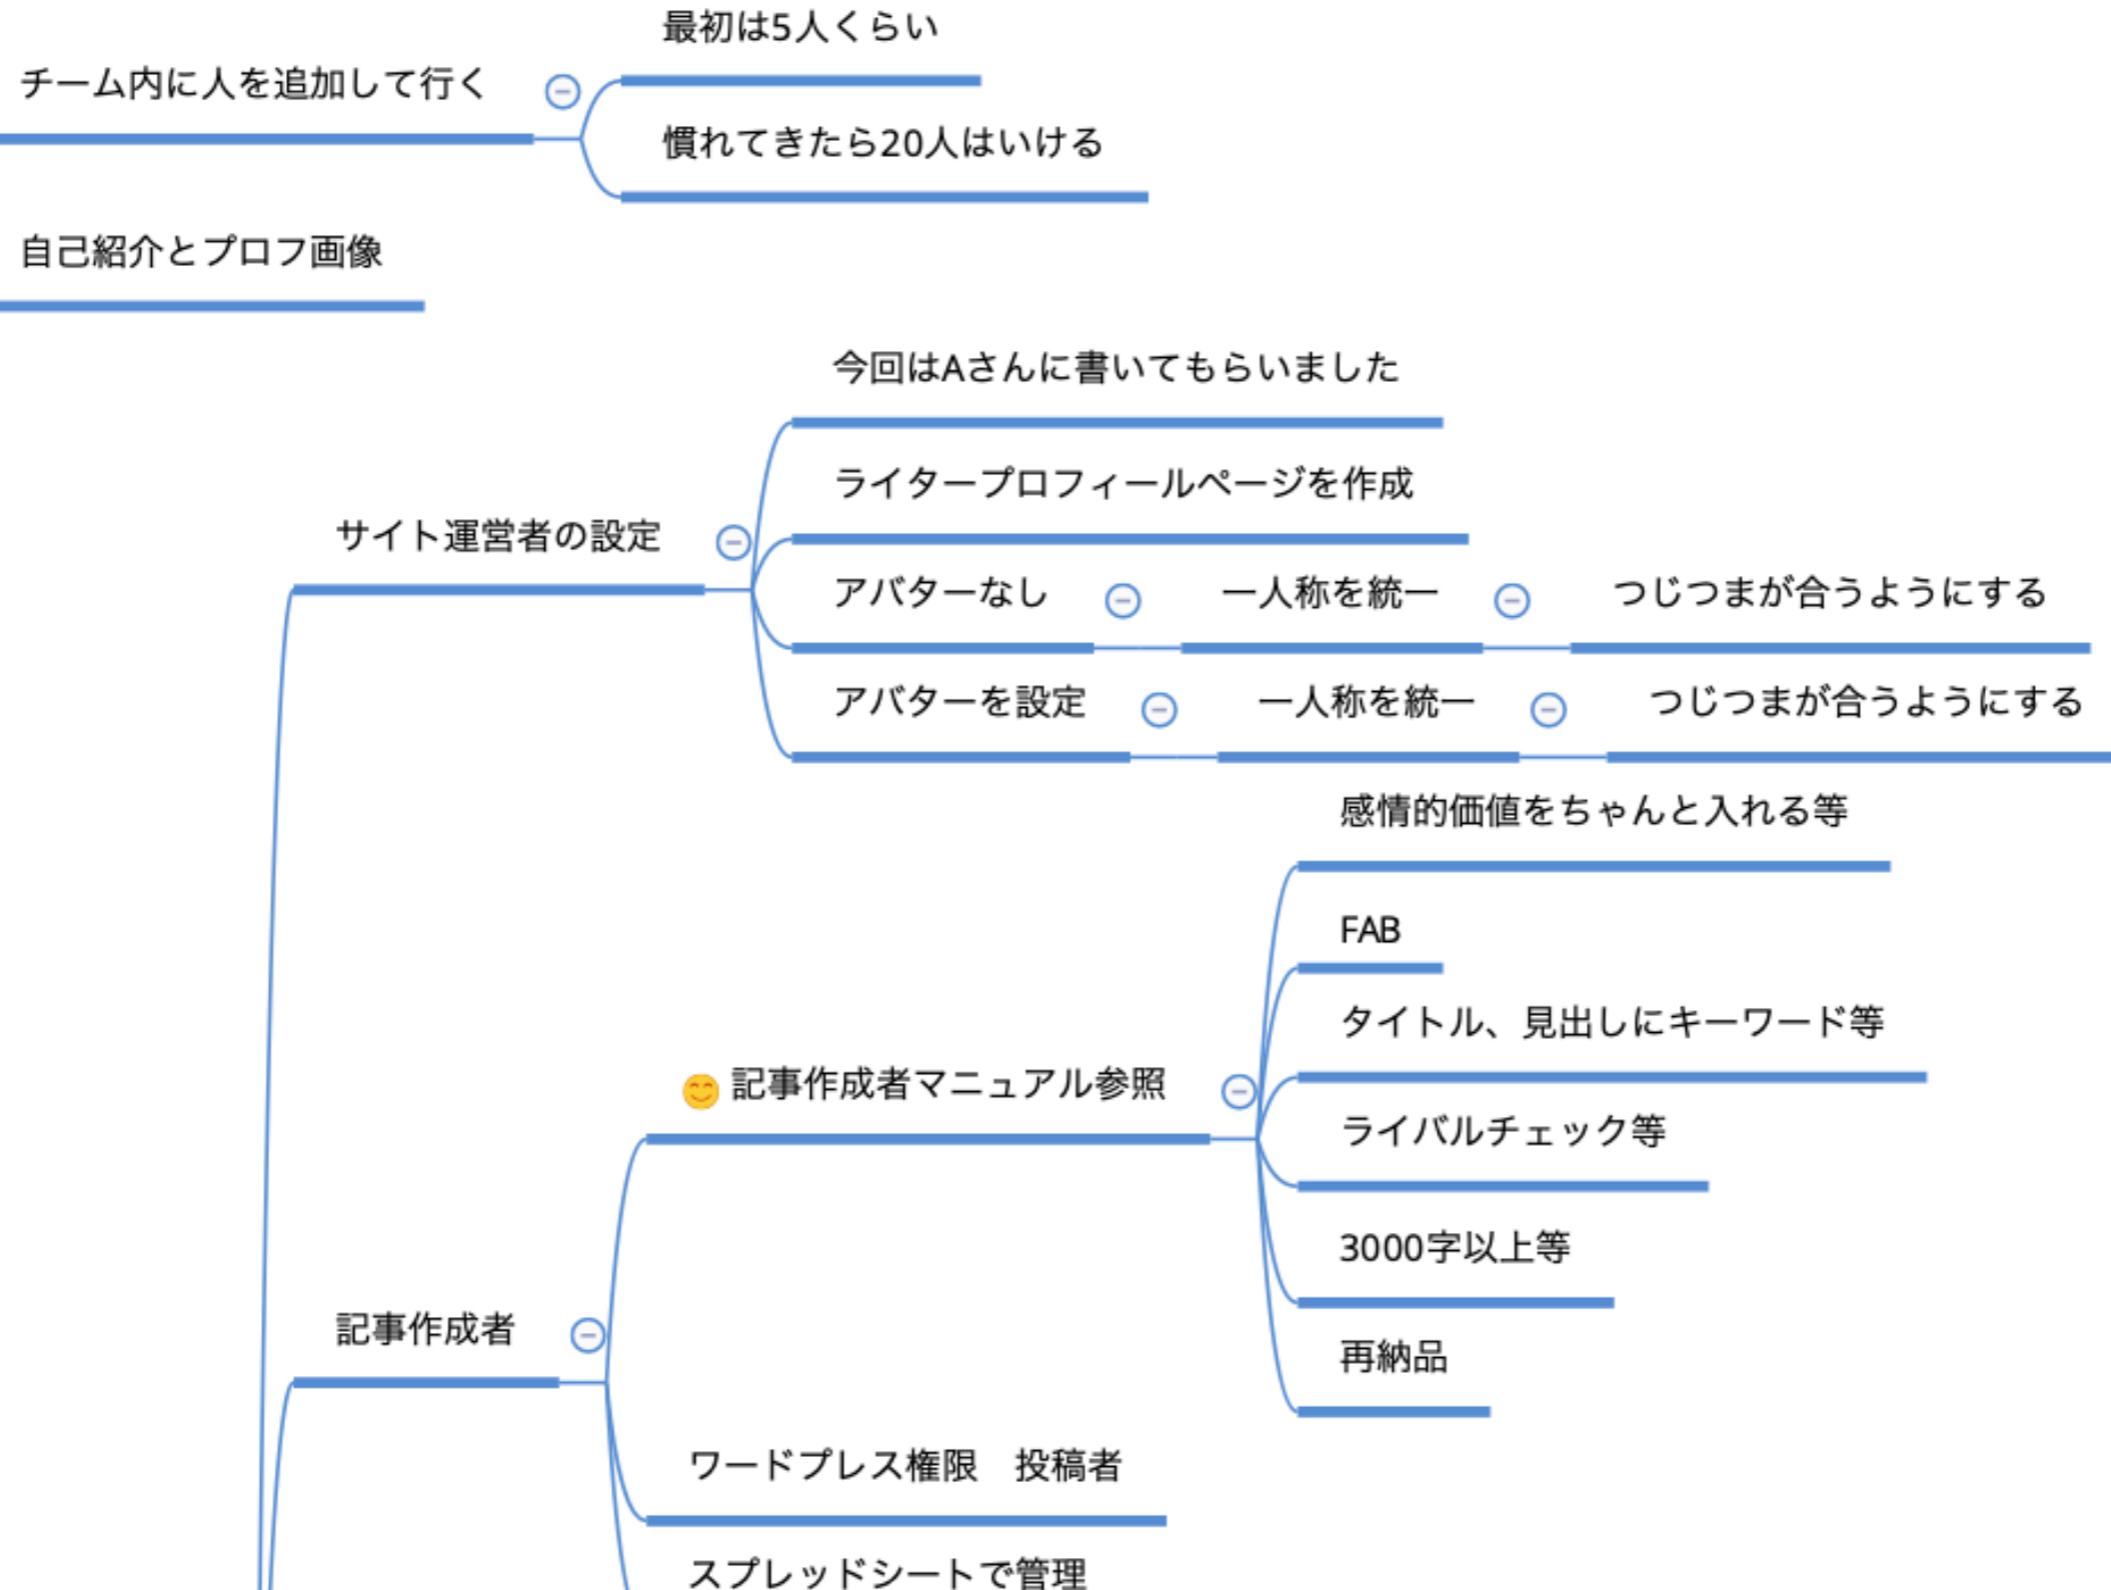 最初は5人くらい
チーム内に人を追加して行く
慣れてきたら20人はいける
自己紹介とプロフ画像
今回はAさんに書いてもらいました
ライタープロフィールページを作成
サイト運営者の設定
アバターなし 一人称を統一 つじつまが合うようにする
アバターを設定 一人称を統一 つじつまが合うようにする
感情的価値をちゃんと入れる等
FAB
タイトル、見出しにキーワード等
記事作成者マニュアル参照
ライバルチェック等
3000字以上等
記事作成者
再納品
ワードプレス権限　投稿者
スプレッドシートで管理